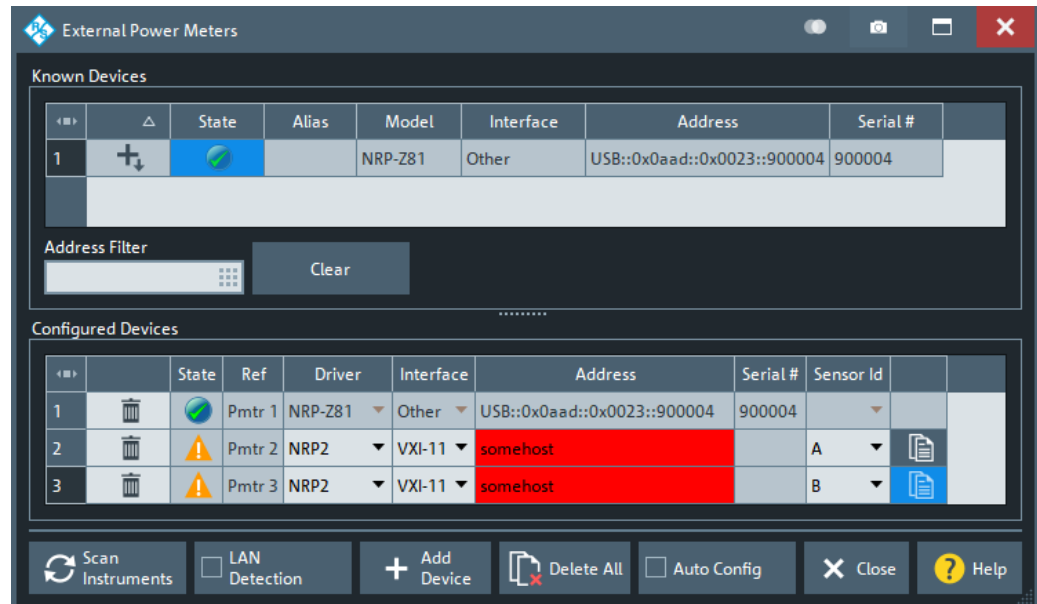 External Power Meters
Known Devices
State Alias Model Interface Address Serial #
1 NRP-Z81 Other USB::0x0aad::0x0023::900004 900004
Address Filter
Clear
Configured Devices
State Ref Driver Interface Address Serial # Sensor Id
1 Pmtr 1 NRP-Z81 Other USB::0x0aad::0x0023::900004 900004
2 Pmtr 2 NRP2 VXI-11 somehost A
3 Pmtr 3 NRP2 VXI-11 somehost B
Scan Instruments LAN Detection Add Device Delete All Auto Config Close ? Help